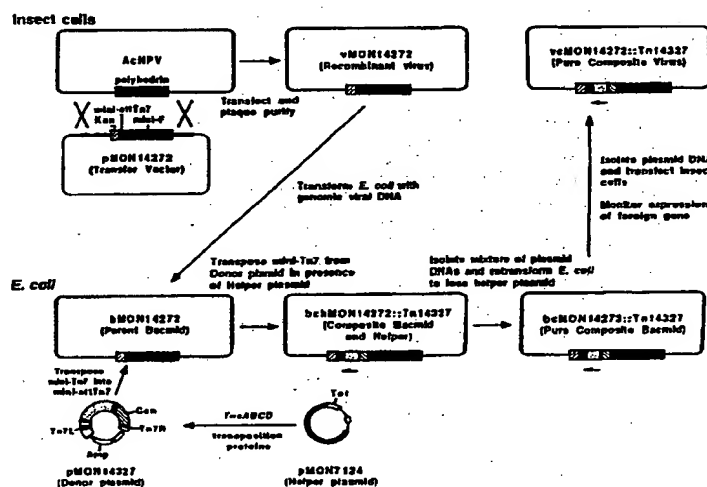 Insect cells
AcNPV
polyhedrin
mini-attTn7
Kan
mini-F
pMON14272
(Transfer Vector)
Transfect and
plaque purify
vMON14272
(Recombinant virus)
vcMON14272::Tn14327
(Pure Composite Virus)
Transform E. coli with
genomic viral DNA
Isolate plasmid DNA
and transfect insect
cells
Monitor expression
of foreign gene
Transpose mini-Tn7 from
Donor plasmid in presence
of Helper plasmid
Isolate mixture of plasmid
DNAs and retransform E. coli
to lose helper plasmid
E. coli
bMON14272
(Parent Bacmid)
bchMON14272::Tn14327
(Composite Bacmid
and Helper)
bcMON14272::Tn14327
(Pure Composite Bacmid)
Transpose
mini-Tn7 into
mini-attTn7
Gen
Tn7L
Tn7R
Amp
pMON14327
(Donor plasmid)
TnsABCD
transposition
proteins
Tet
pMON7124
(Helper plasmid)